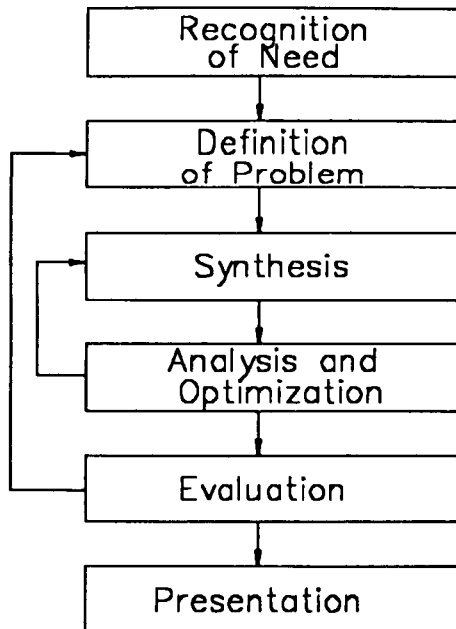 Recognition
of Need
Definition
of Problem
Synthesis
Analysis and
Optimization
Evaluation
Presentation